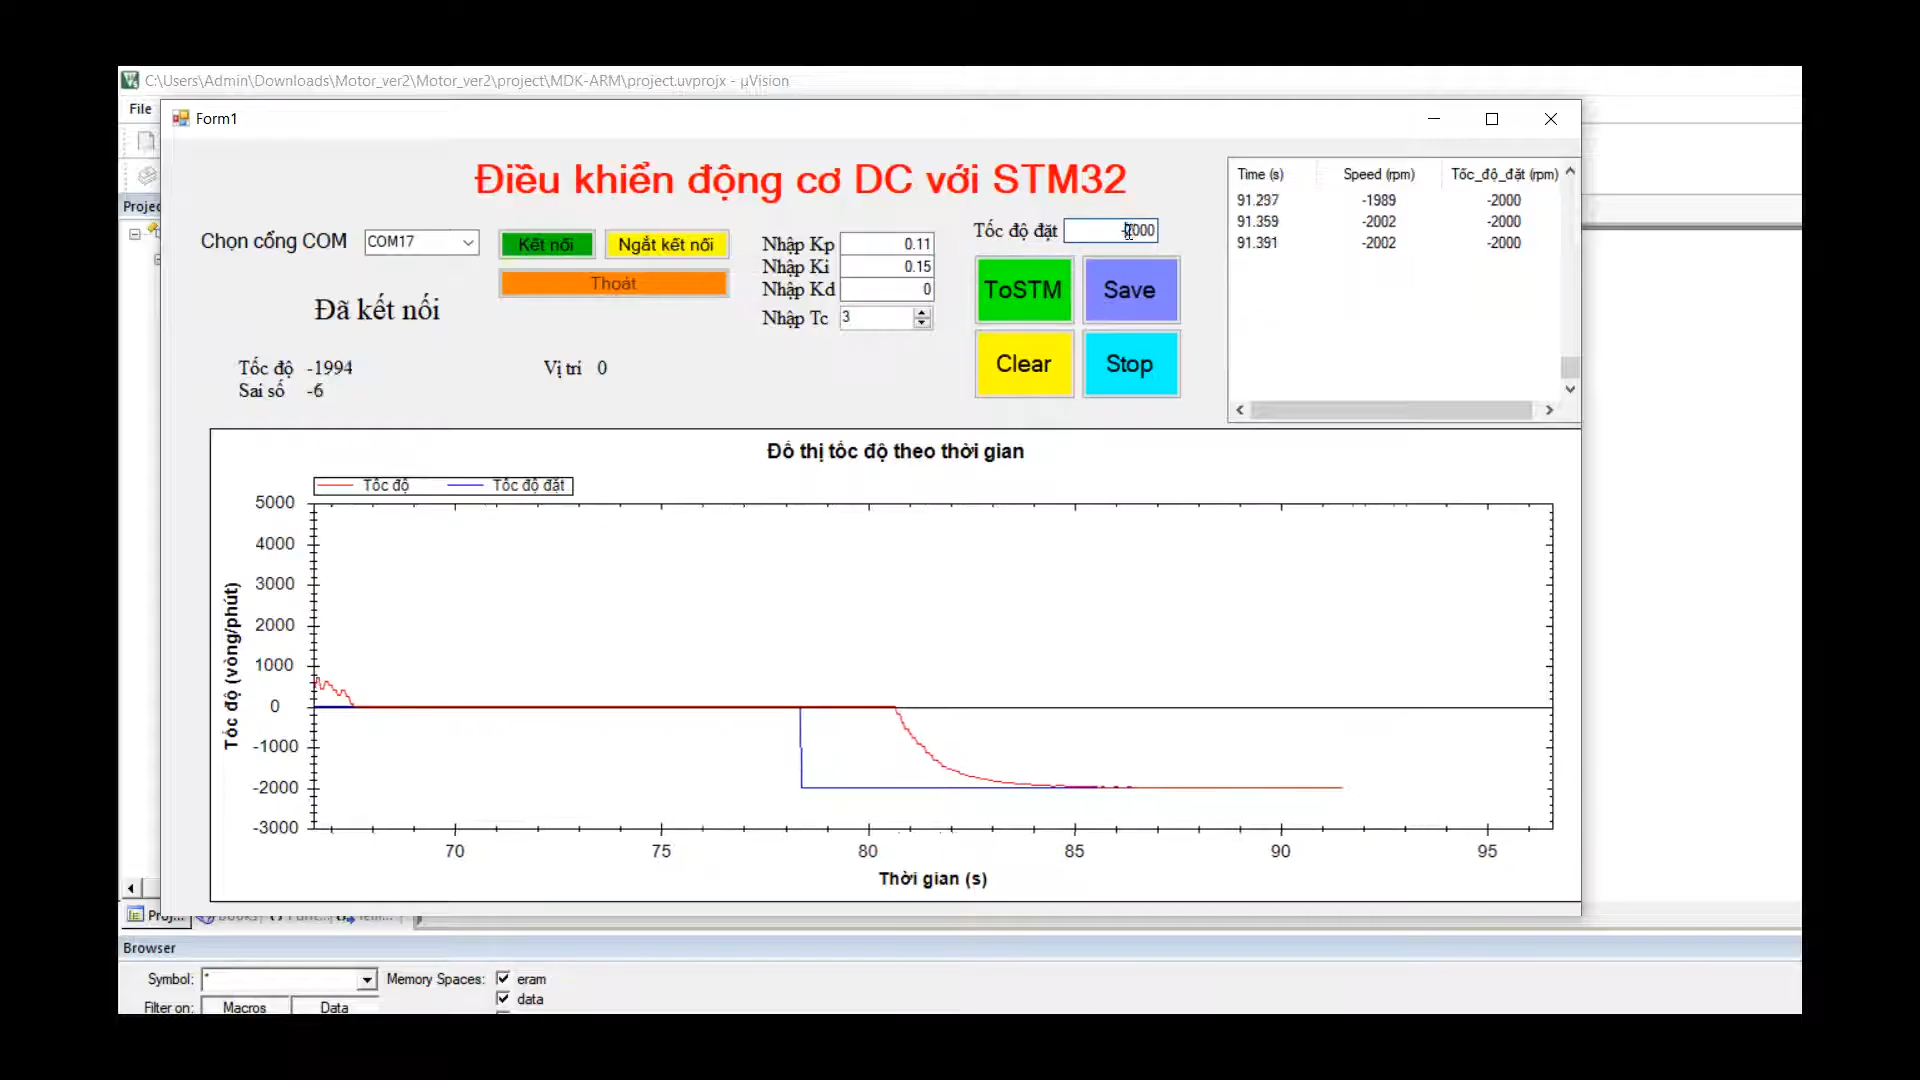 C:\Users\Admin\Downloads\Motor_ver2\Motor_ver2\project\MDK-ARM\project.uvprojx - µVision
File
Form1
Điều khiển động cơ DC với STM32
Projec
Chọn cổng COM
COM17
Kết nối
Ngắt kết nối
Thoát
Đã kết nối
Tốc độ -1994
Sai số -6
Vị trí 0
Nhập Kp 0.11
Nhập Ki 0.15
Nhập Kd 0
Nhập Tc 3
Tốc độ đặt -2000
ToSTM
Save
Clear
Stop
Time (s) Speed (rpm) Tốc_độ_đặt (rpm)
91.297 -1989 -2000
91.359 -2002 -2000
91.391 -2002 -2000
Đồ thị tốc độ theo thời gian
Tốc độ Tốc độ đặt
5000
4000
3000
2000
1000
0
-1000
-2000
-3000
Tốc độ (vòng/phút)
70 75 80 85 90 95
Thời gian (s)
Proj...
Browser
Symbol: *
Memory Spaces:
eram
data
Filter on:
Macros
Data